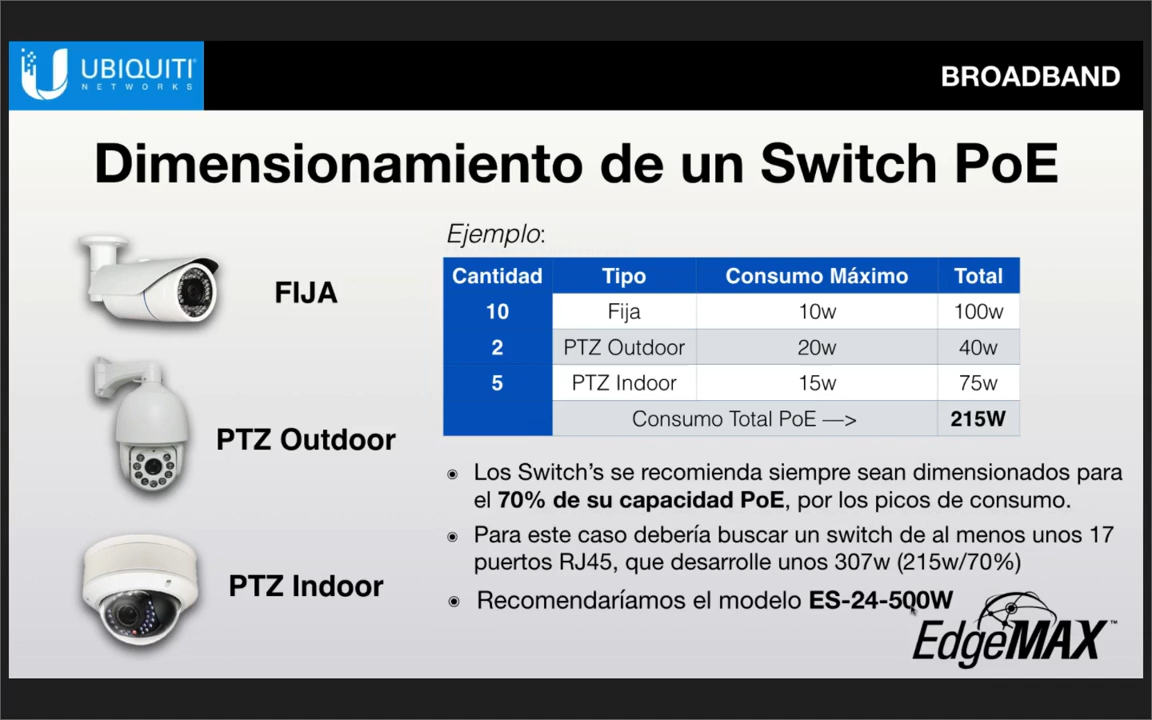 UBIQUITI
NETWORKS
BROADBAND
Dimensionamiento de un Switch PoE
FIJA
PTZ Outdoor
PTZ Indoor
Ejemplo:
Cantidad Tipo Consumo Máximo Total
10 Fija 10w 100w
2 PTZ Outdoor 20w 40w
5 PTZ Indoor 15w 75w
Consumo Total PoE —> 215W
Los Switch’s se recomienda siempre sean dimensionados para
el 70% de su capacidad PoE, por los picos de consumo.
Para este caso debería buscar un switch de al menos unos 17
puertos RJ45, que desarrolle unos 307w (215w/70%)
Recomendaríamos el modelo ES-24-500W
EdgeMAX™